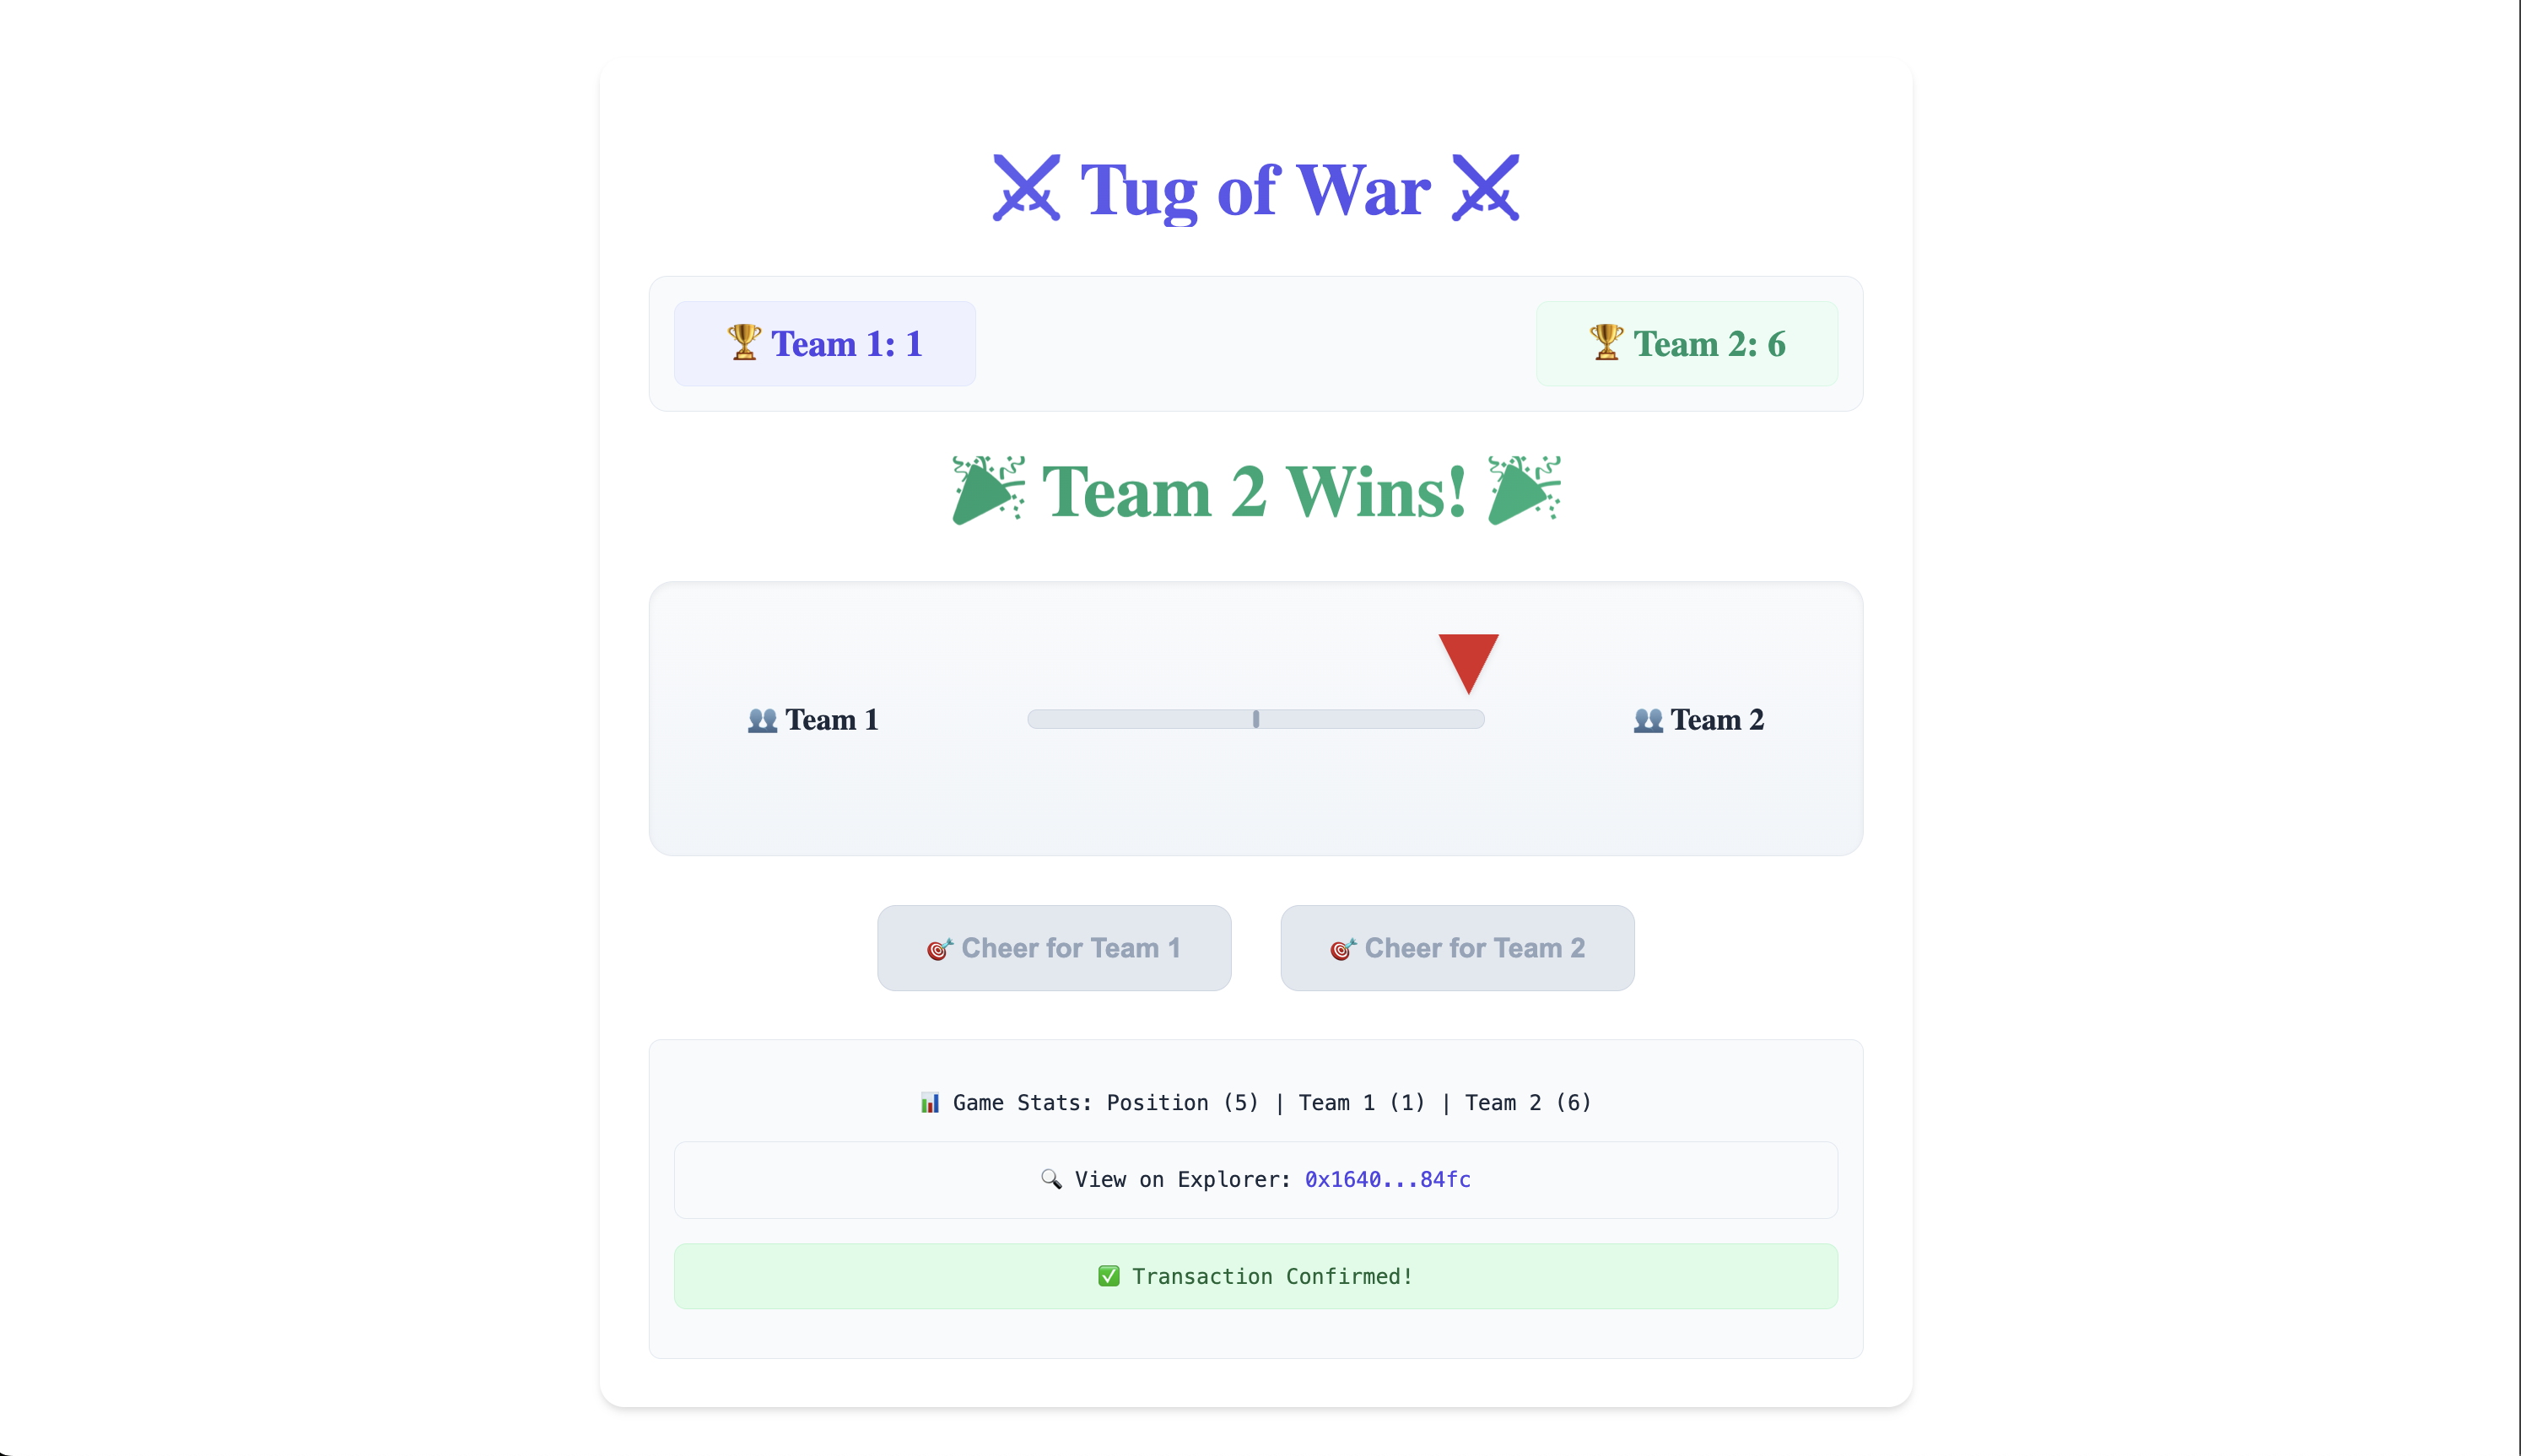 ⚔ Tug of War ⚔
🏆 Team 1: 1
🏆 Team 2: 6
🎉 Team 2 Wins! 🎉
👥 Team 1
👥 Team 2
🎯 Cheer for Team 1
🎯 Cheer for Team 2
📊 Game Stats: Position (5) | Team 1 (1) | Team 2 (6)
🔍 View on Explorer: 0x1640...84fc
✅ Transaction Confirmed!